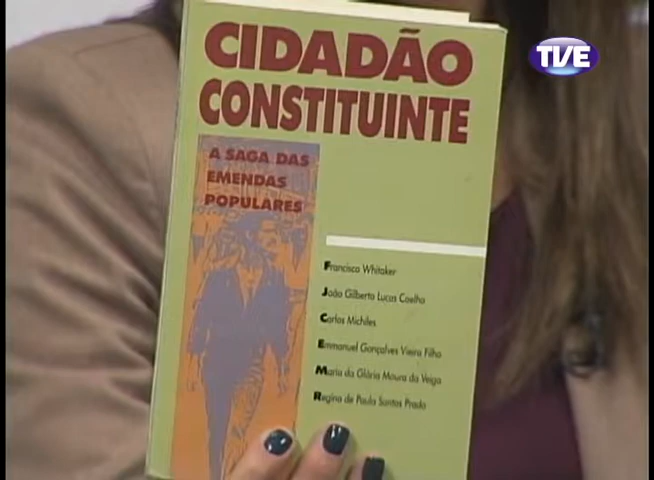 TVE
CIDADÃO
CONSTITUINTE
A SAGA DAS
EMENDAS
POPULARES
Francisco Whitaker
João Gilberto Lucas Coelho
Carlos Michiles
Emmanuel Gonçalves Vieira Filho
Maria da Glória Moura da Veiga
Regina de Paula Santos Prado